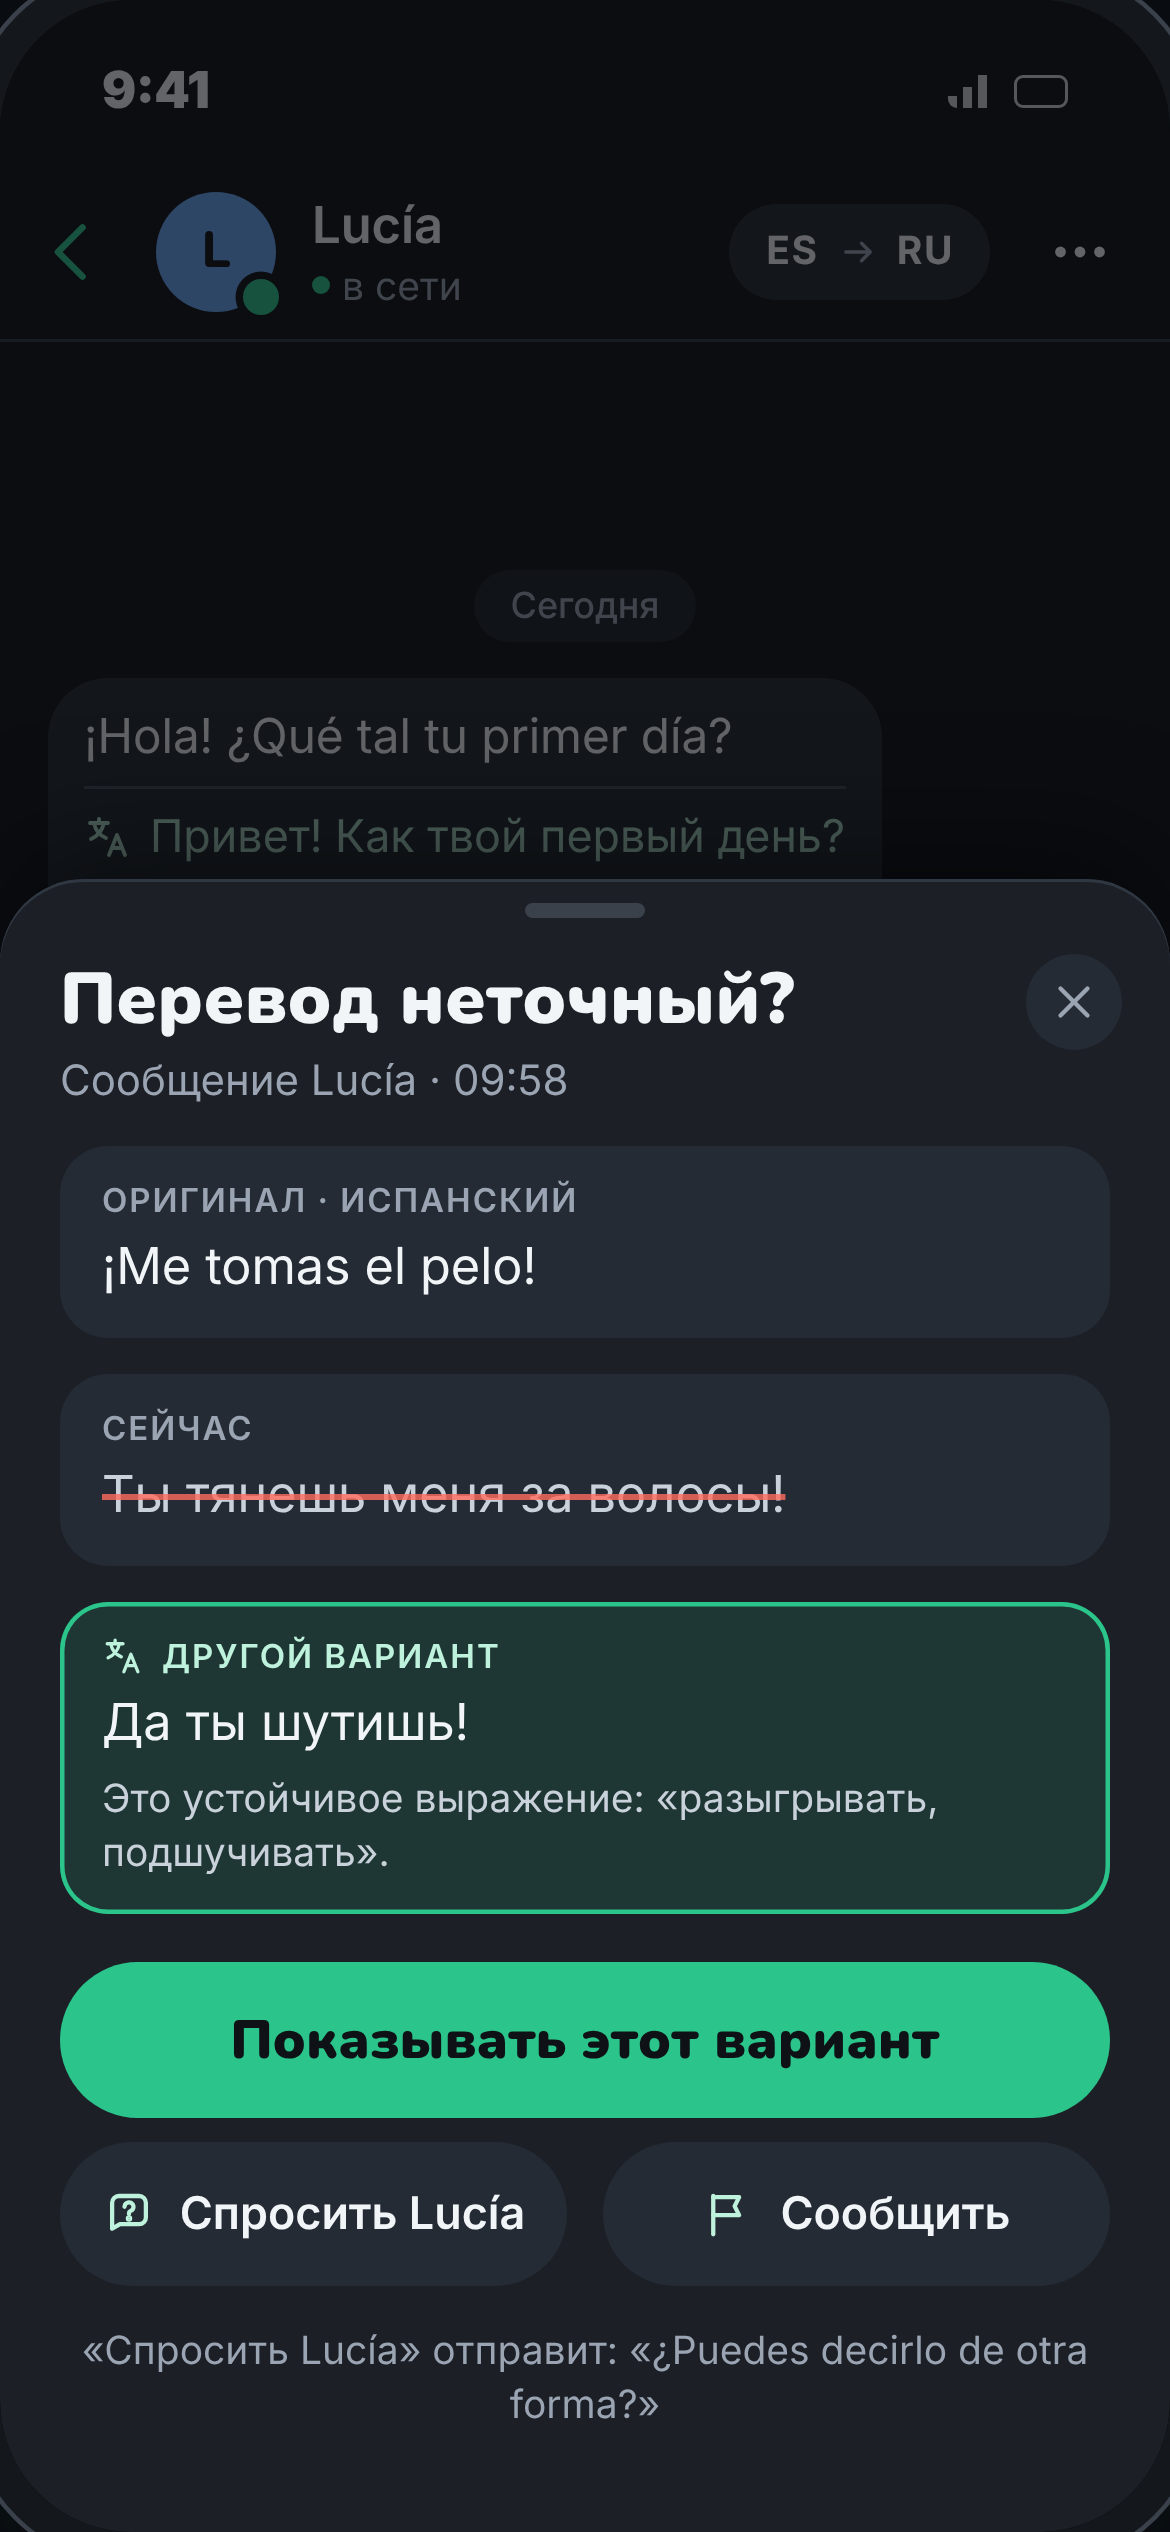 9:41
L
Lucía
в сети
ES → RU
Сегодня
¡Hola! ¿Qué tal tu primer día?
Привет! Как твой первый день?
Перевод неточный?
Сообщение Lucía · 09:58
ОРИГИНАЛ · ИСПАНСКИЙ
¡Me tomas el pelo!
СЕЙЧАС
Ты тянешь меня за волосы!
ДРУГОЙ ВАРИАНТ
Да ты шутишь!
Это устойчивое выражение: «разыгрывать,
подшучивать».
Показывать этот вариант
Спросить Lucía
Сообщить
«Спросить Lucía» отправит: «¿Puedes decirlo de otra
forma?»